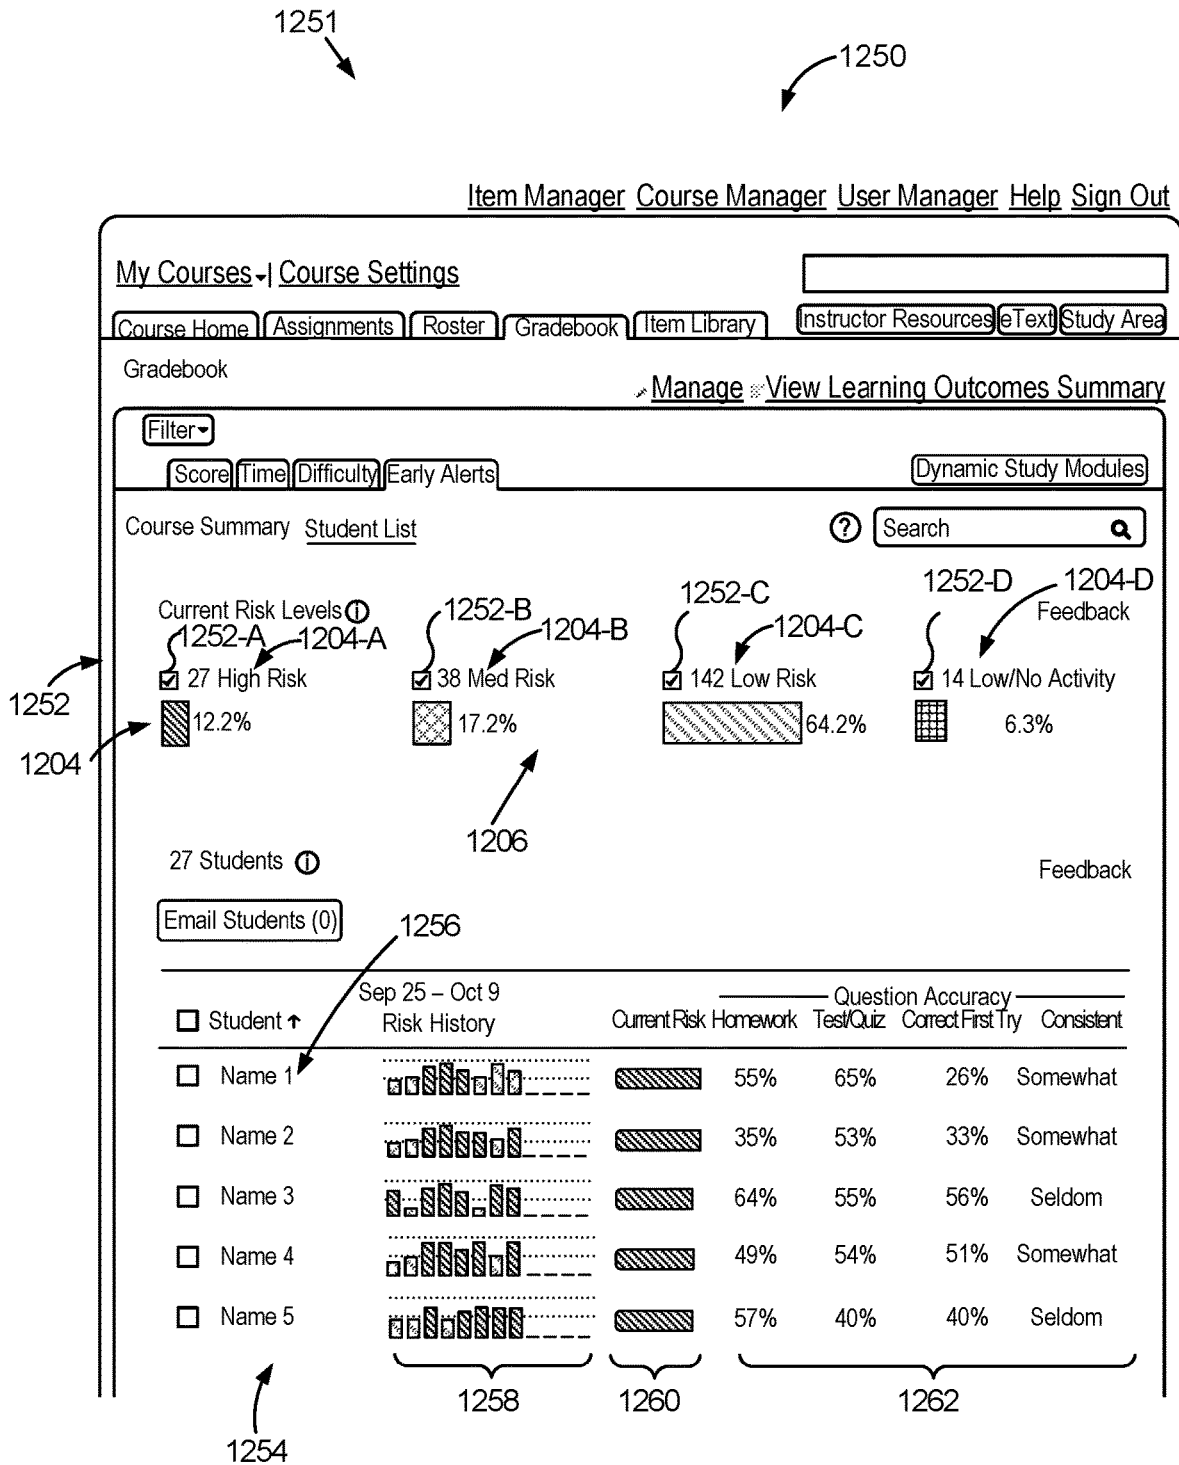 1251
1250
Item Manager Course Manager User Manager Help Sign Out
My Courses | Course Settings
Course Home Assignments Roster Gradebook Item Library Instructor Resources eText Study Area
Gradebook
Manage View Learning Outcomes Summary
Filter
Score Time Difficulty Early Alerts Dynamic Study Modules
Course Summary Student List ? Search
1252-D 1204-D
1252-C
1252-B
Current Risk Levels i Feedback
1252-A 1204-A 1204-B 1204-C
27 High Risk 38 Med Risk 142 Low Risk 14 Low/No Activity
1252
12.2% 17.2% 64.2% 6.3%
1204
1206
27 Students i Feedback
Email Students (0) 1256
Sep 25 – Oct 9 Question Accuracy
Student ↑ Risk History Current Risk Homework Test/Quiz Correct First Try Consistent
Name 1 55% 65% 26% Somewhat
Name 2 35% 53% 33% Somewhat
Name 3 64% 55% 56% Seldom
Name 4 49% 54% 51% Somewhat
Name 5 57% 40% 40% Seldom
1258 1260 1262
1254